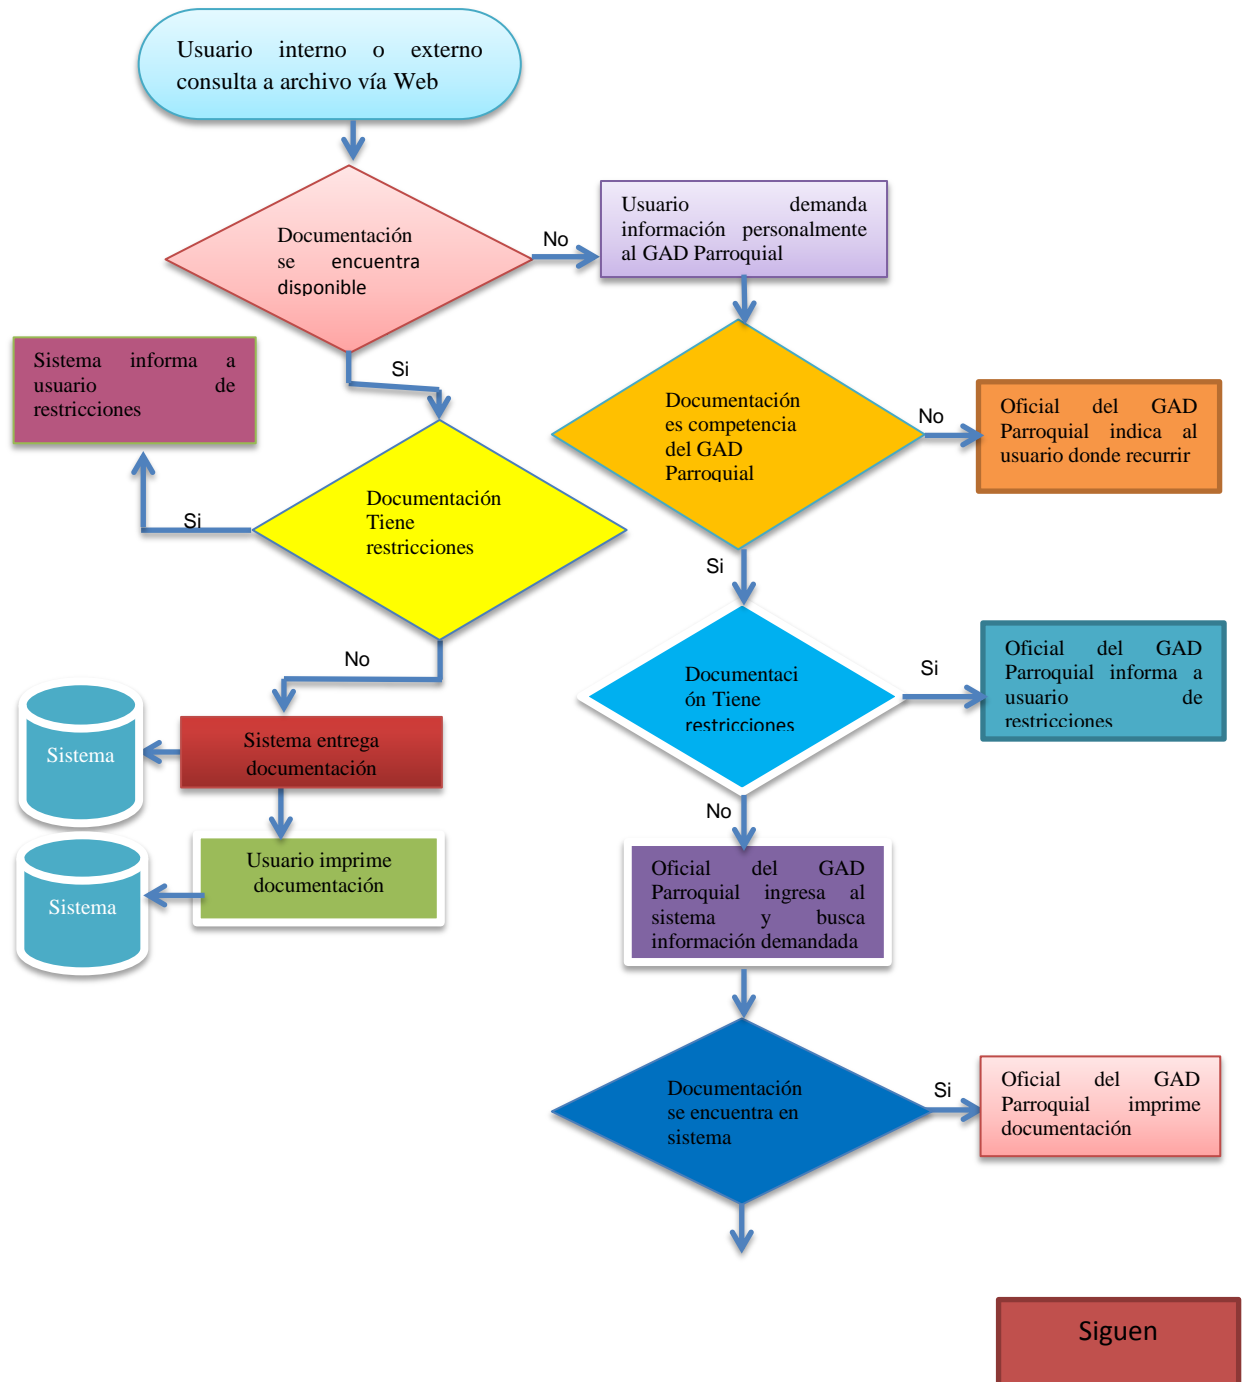 Usuario interno o externo
consulta a archivo vía Web
Documentación
se encuentra
disponible
No
Usuario demanda
información personalmente
al GAD Parroquial
Si
Sistema informa a
usuario de
restricciones
Documentación
es competencia
del GAD
Parroquial
No
Oficial del GAD
Parroquial indica al
usuario donde recurrir
Documentación
Tiene
restricciones
Si
Si
No
Documentaci
ón Tiene
restricciones
Si
Oficial del GAD
Parroquial informa a
usuario de
restricciones
Sistema entrega
documentación
Sistema
No
Usuario imprime
documentación
Sistema
Oficial del GAD
Parroquial ingresa al
sistema y busca
información demandada
Documentación
se encuentra en
sistema
Si
Oficial del GAD
Parroquial imprime
documentación
Siguen